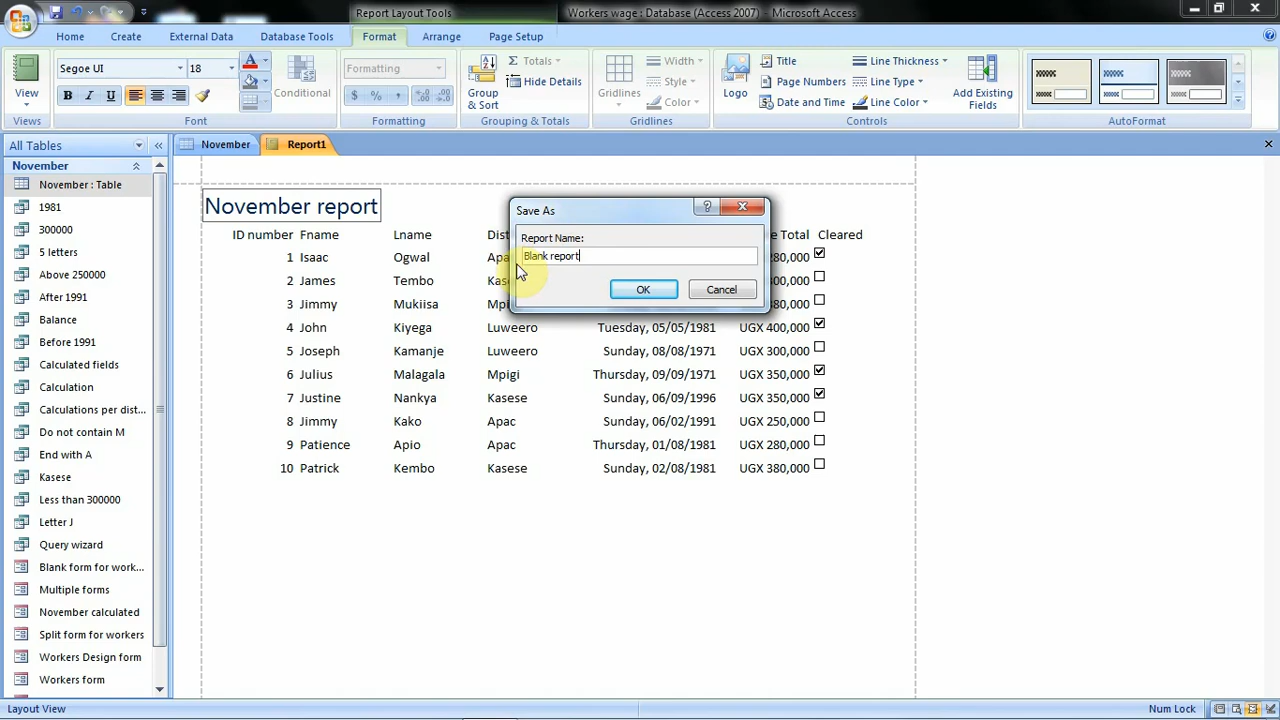 Report Layout Tools Workers wage : Database (Access 2007) - Microsoft Access
Home Create External Data Database Tools Format Arrange Page Setup
View
Views
Segoe UI 18
B I U
Conditional
Font
Formatting
$ % ,
Formatting
Group & Sort
Σ Totals
Hide Details
Grouping & Totals
Gridlines
Width
Style
Color
Gridlines
Logo
Title
Page Numbers
Date and Time
Line Thickness
Line Type
Line Color
Add Existing Fields
Controls
AutoFormat
All Tables
November
November : Table
1981
300000
5 letters
Above 250000
After 1991
Balance
Before 1991
Calculated fields
Calculation
Calculations per dist...
Do not contain M
End with A
Kasese
Less than 300000
Letter J
Query wizard
Blank form for work...
Multiple forms
November calculated
Split form for workers
Workers Design form
Workers form
November Report1
November report
ID number Fname Lname Dist Total Cleared
1 Isaac Ogwal Apa 280,000
2 James Tembo Kas
3 Jimmy Mukiisa Mpi 380,000
4 John Kiyega Luweero Tuesday, 05/05/1981 UGX 400,000
5 Joseph Kamanje Luweero Sunday, 08/08/1971 UGX 300,000
6 Julius Malagala Mpigi Thursday, 09/09/1971 UGX 350,000
7 Justine Nankya Kasese Sunday, 06/09/1996 UGX 350,000
8 Jimmy Kako Apac Sunday, 06/02/1991 UGX 250,000
9 Patience Apio Apac Thursday, 01/08/1981 UGX 280,000
10 Patrick Kembo Kasese Sunday, 02/08/1981 UGX 380,000
Save As
Report Name:
Blank report
OK Cancel
Layout View Num Lock